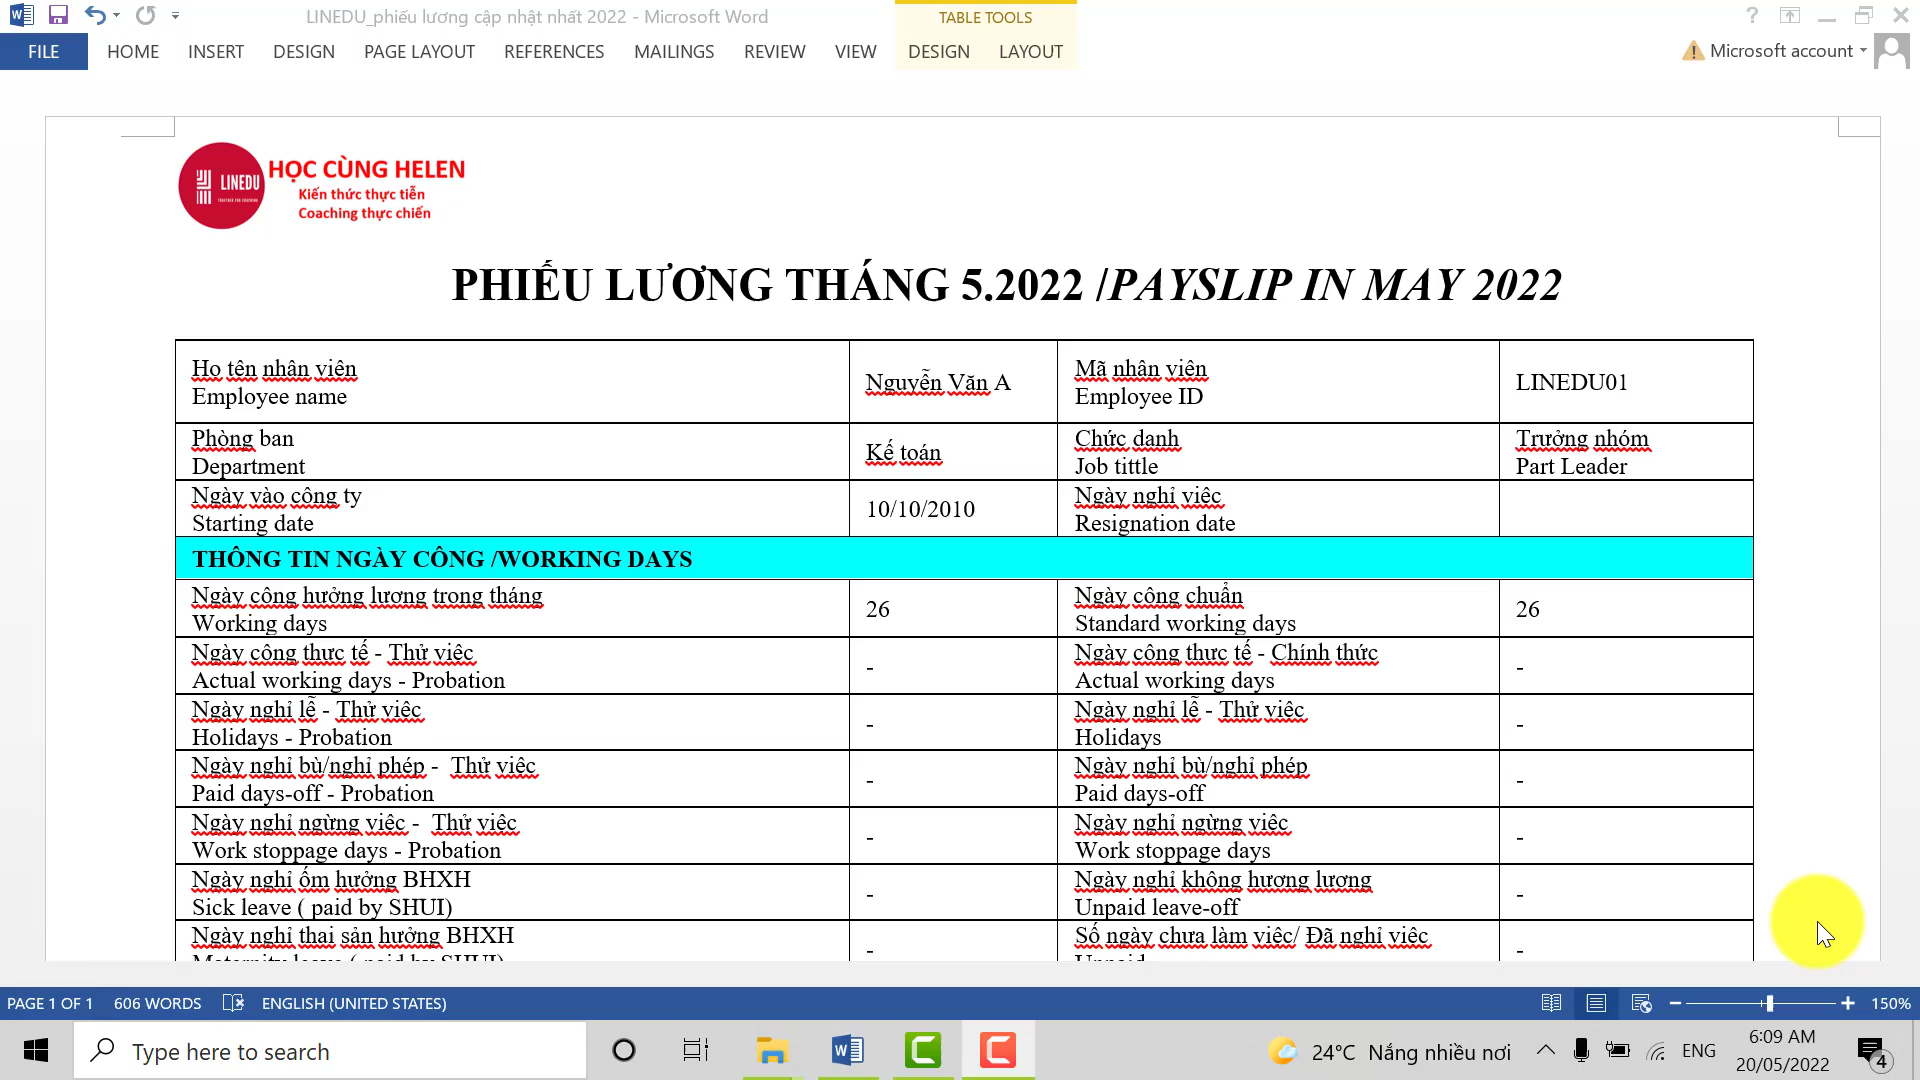 LINEDU_phiếu lương cập nhật nhất 2022 - Microsoft Word
TABLE TOOLS
FILE HOME INSERT DESIGN PAGE LAYOUT REFERENCES MAILINGS REVIEW VIEW DESIGN LAYOUT
Microsoft account
LINEDU
HỌC CÙNG HELEN
Kiến thức thực tiễn
Coaching thực chiến
PHIẾU LƯƠNG THÁNG 5.2022 /PAYSLIP IN MAY 2022
Họ tên nhân viên
Employee name
Nguyễn Văn A
Mã nhân viên
Employee ID
LINEDU01
Phòng ban
Department
Kế toán
Chức danh
Job tittle
Trưởng nhóm
Part Leader
Ngày vào công ty
Starting date
10/10/2010
Ngày nghỉ việc
Resignation date
THÔNG TIN NGÀY CÔNG /WORKING DAYS
Ngày công hưởng lương trong tháng
Working days
26
Ngày công chuẩn
Standard working days
26
Ngày công thực tế - Thử việc
Actual working days - Probation
-
Ngày công thực tế - Chính thức
Actual working days
-
Ngày nghỉ lễ - Thử việc
Holidays - Probation
-
Ngày nghỉ lễ - Thử việc
Holidays
-
Ngày nghỉ bù/nghỉ phép - Thử việc
Paid days-off - Probation
-
Ngày nghỉ bù/nghỉ phép
Paid days-off
-
Ngày nghỉ ngừng việc - Thử việc
Work stoppage days - Probation
-
Ngày nghỉ ngừng việc
Work stoppage days
-
Ngày nghỉ ốm hưởng BHXH
Sick leave ( paid by SHUI)
-
Ngày nghỉ không hương lương
Unpaid leave-off
-
Ngày nghỉ thai sản hưởng BHXH
Maternity leave ( paid by SHUI)
-
Số ngày chưa làm việc/ Đã nghỉ việc
Unpaid
-
PAGE 1 OF 1 606 WORDS ENGLISH (UNITED STATES)
150%
Type here to search
24°C Nắng nhiều nơi
ENG
6:09 AM
20/05/2022
4